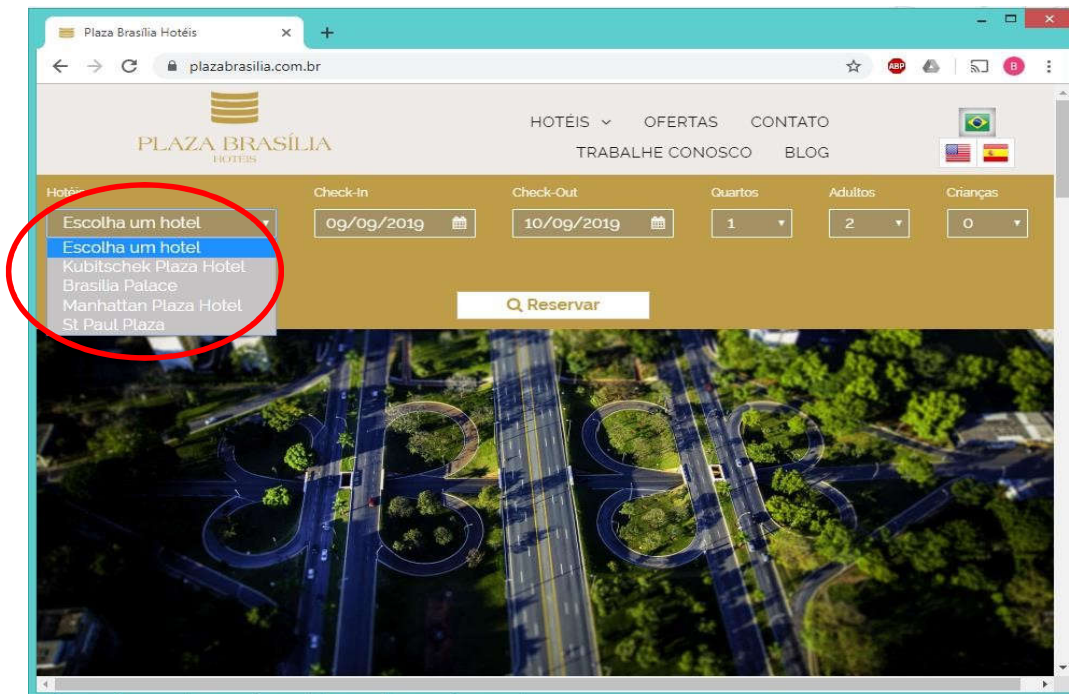 Plaza Brasília Hotéis
plazabrasilia.com.br
ABP
B
PLAZA BRASÍLIA
HOTÉIS
HOTÉIS OFERTAS CONTATO
TRABALHE CONOSCO BLOG
Hotéis Check-In Check-Out Quartos Adultos Crianças
Escolha um hotel 09/09/2019 10/09/2019 1 2 0
Escolha um hotel
Kubitschek Plaza Hotel
Brasilia Palace
Manhattan Plaza Hotel
St Paul Plaza
Reservar